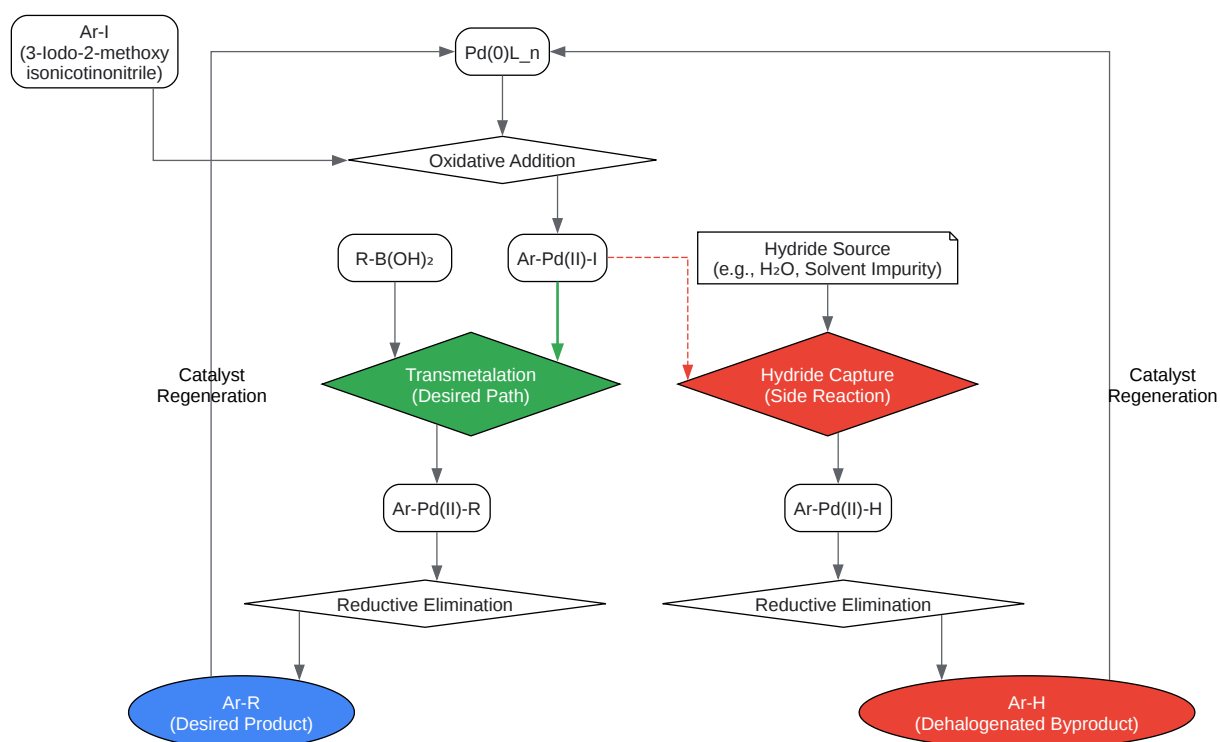 Ar-I
(3-Iodo-2-methoxy
isonicotinonitrile)
Pd(0)L_n
Oxidative Addition
R-B(OH)₂
Ar-Pd(II)-I
Hydride Source
(e.g., H₂O, Solvent Impurity)
Catalyst
Regeneration
Transmetalation
(Desired Path)
Hydride Capture
(Side Reaction)
Catalyst
Regeneration
Ar-Pd(II)-R
Ar-Pd(II)-H
Reductive Elimination
Reductive Elimination
Ar-R
(Desired Product)
Ar-H
(Dehalogenated Byproduct)